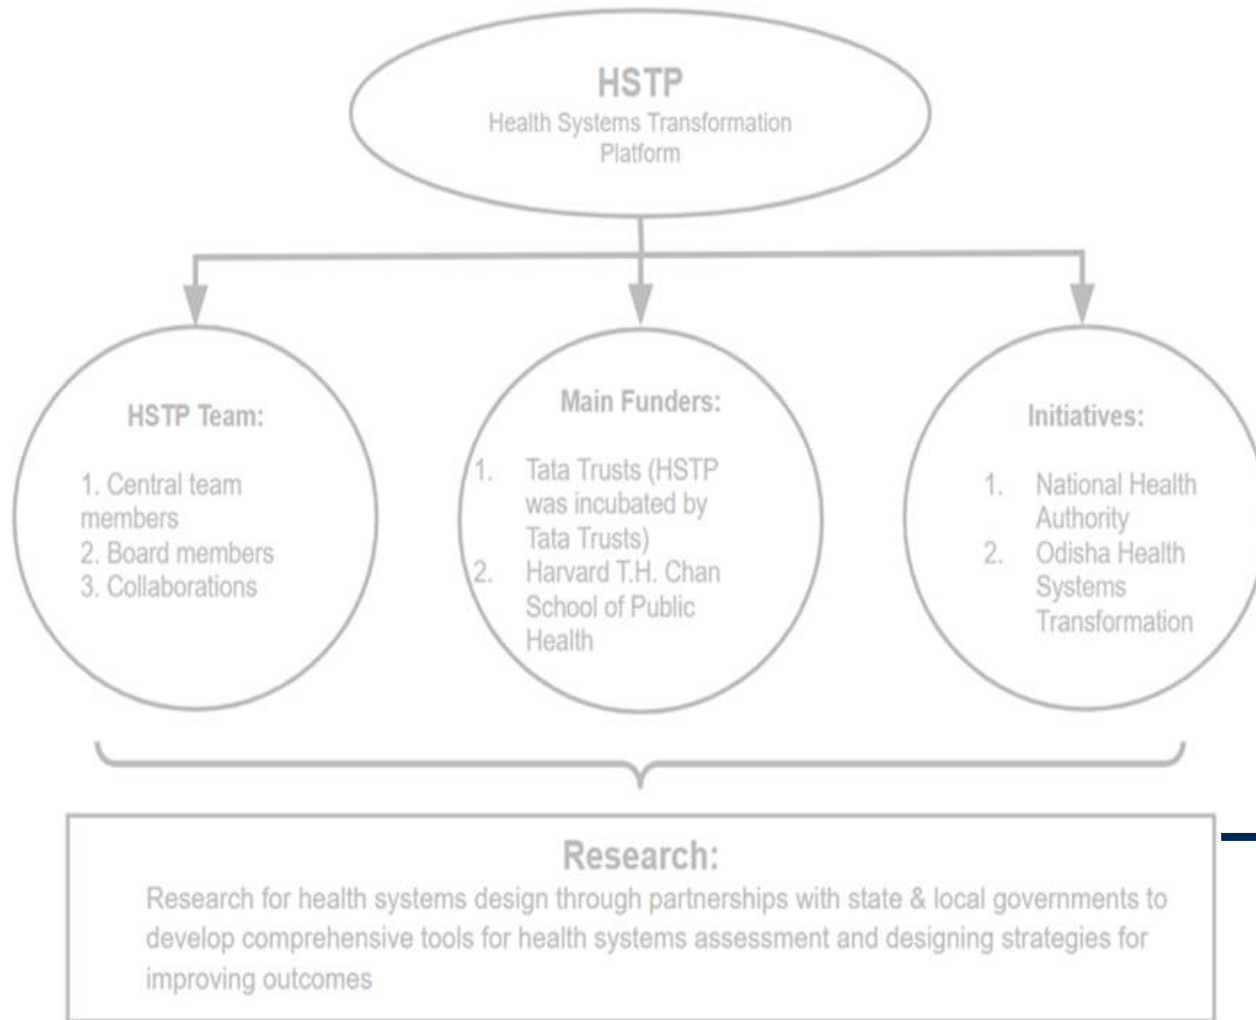 HSTP
Health Systems Transformation
Platform
HSTP Team:
1. Central team
members
2. Board members
3. Collaborations
Main Funders:
1. Tata Trusts (HSTP
was incubated by
Tata Trusts)
2. Harvard T.H. Chan
School of Public
Health
Initiatives:
1. National Health
Authority
2. Odisha Health
Systems
Transformation
Research:
Research for health systems design through partnerships with state & local governments to
develop comprehensive tools for health systems assessment and designing strategies for
improving outcomes